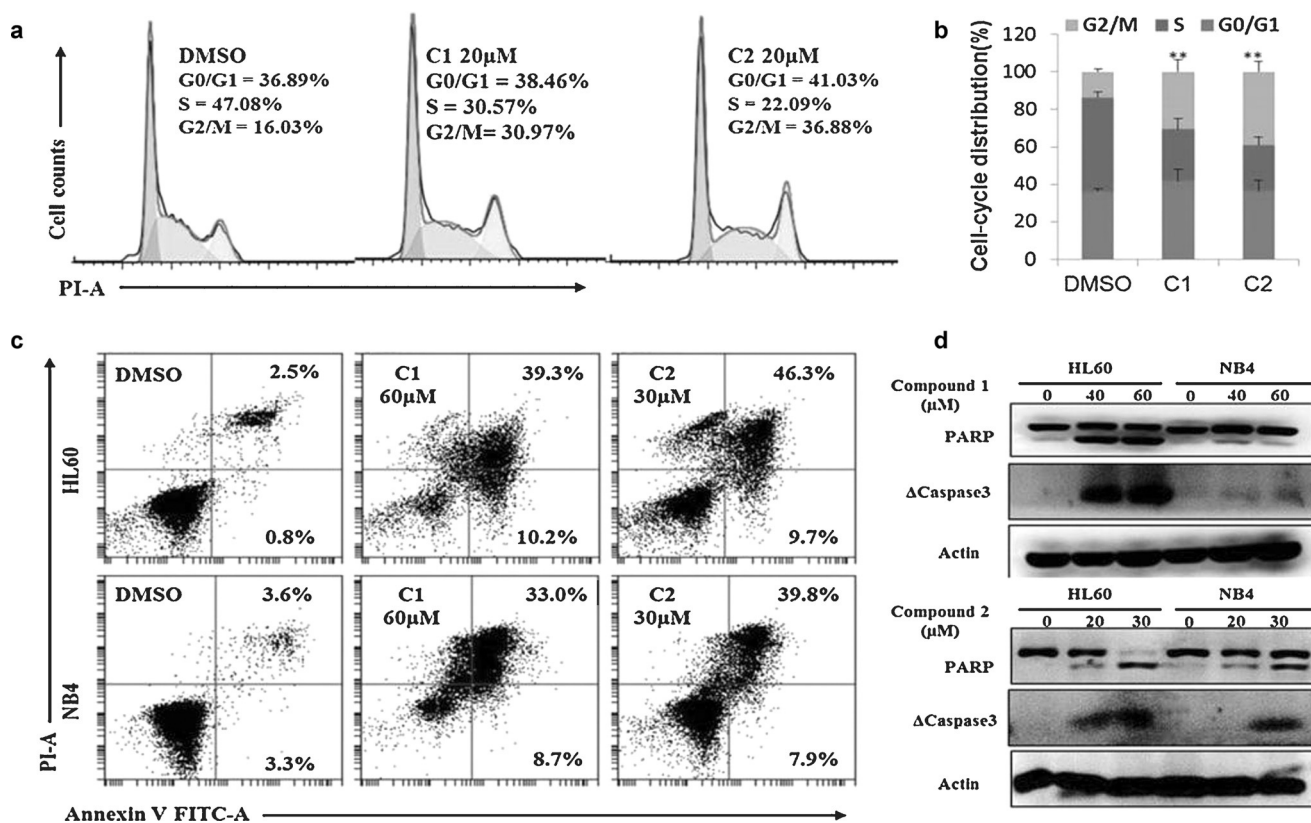 a
DMSO
G0/G1 = 36.89%
S = 47.08%
G2/M = 16.03%
C1 20μM
G0/G1 = 38.46%
S = 30.57%
G2/M= 30.97%
C2 20μM
G0/G1 = 41.03%
S = 22.09%
G2/M = 36.88%
Cell counts
PI-A
b
G2/M S G0/G1
Cell-cycle distribution(%)
120
100
80
60
40
20
0
** **
DMSO C1 C2
c
HL60
DMSO 2.5%
0.8%
C1 39.3%
60μM
10.2%
C2 46.3%
30μM
9.7%
NB4
DMSO 3.6%
3.3%
C1 33.0%
60μM
8.7%
C2 39.8%
30μM
7.9%
PI-A
Annexin V FITC-A
d
HL60 NB4
Compound 1 0 40 60 0 40 60
(μM)
PARP
ΔCaspase3
Actin
HL60 NB4
Compound 2 0 20 30 0 20 30
(μM)
PARP
ΔCaspase3
Actin